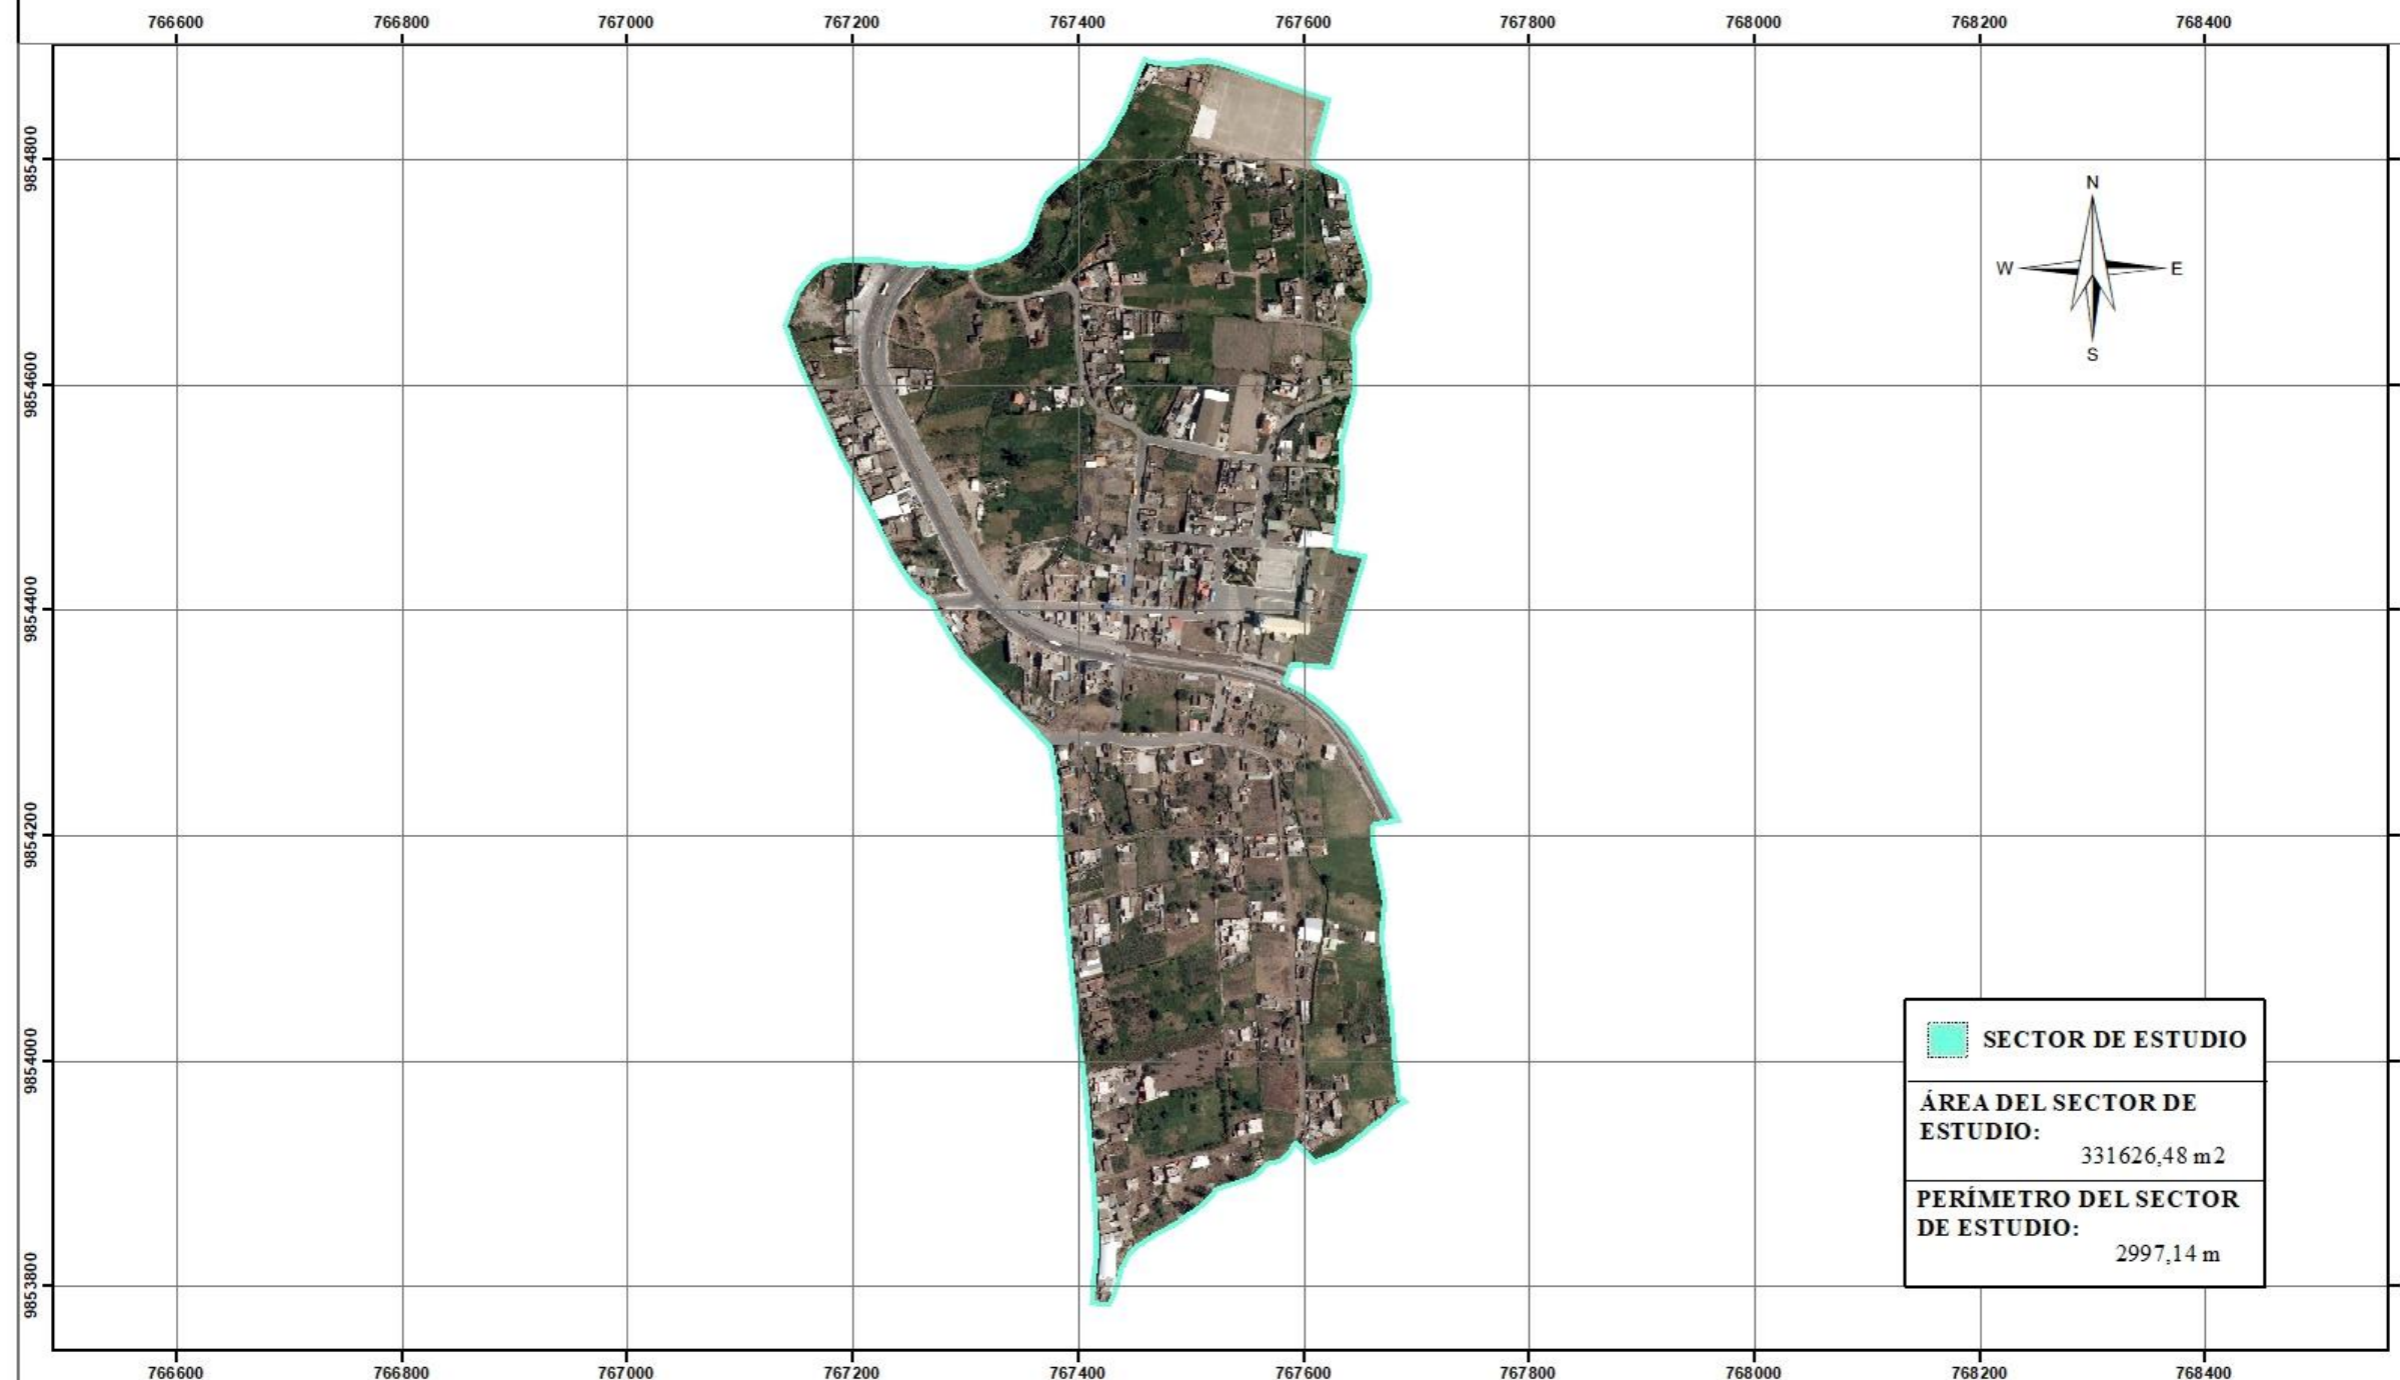 766600 766800 767000 767200 767400 767600 767800 768000 768200 768400
9854800
9854600
9854400
9854200
9854000
9853800
N
W E
S
SECTOR DE ESTUDIO
ÁREA DEL SECTOR DE
ESTUDIO:
331626,48 m2
PERÍMETRO DEL SECTOR
DE ESTUDIO:
2997,14 m
766600 766800 767000 767200 767400 767600 767800 768000 768200 768400